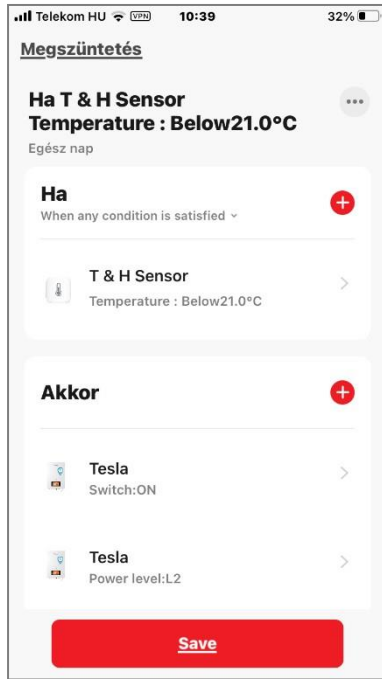 Telekom HU VPN 10:39 32%
Megszüntetés
Ha T & H Sensor
Temperature : Below21.0°C
Egész nap
Ha
When any condition is satisfied
T & H Sensor
Temperature : Below21.0°C
Akkor
Tesla
Switch:ON
Tesla
Power level:L2
Save